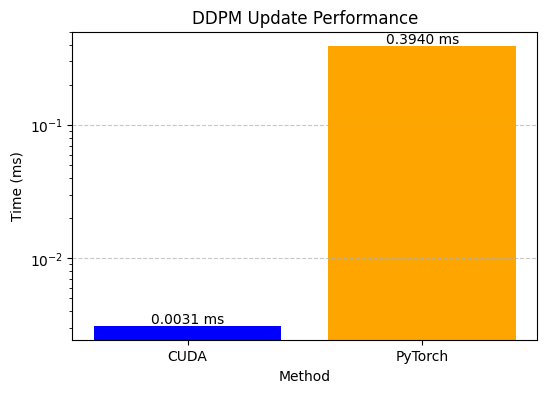 DDPM Update Performance
0.3940 ms
10⁻¹
Time (ms)
10⁻²
0.0031 ms
CUDA
PyTorch
Method